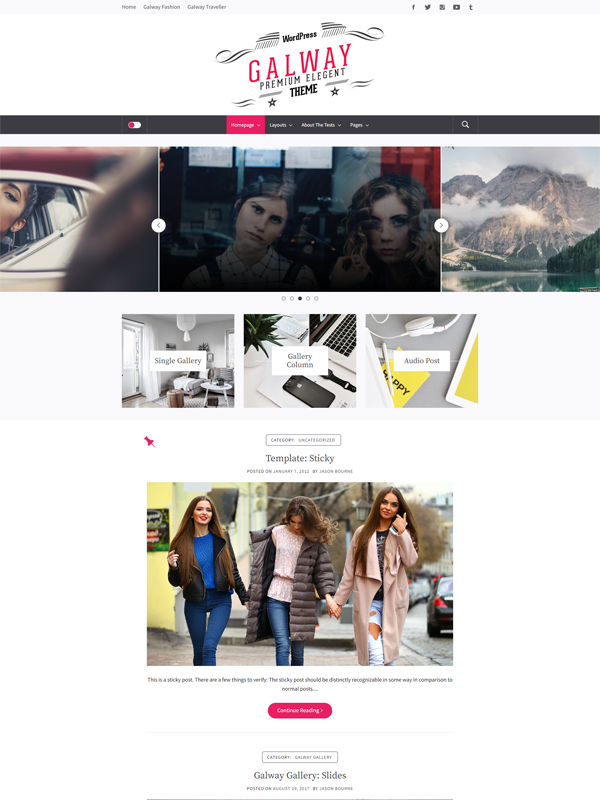 Home Galway Fashion Galway Traveller
WordPress
GALWAY
PREMIUM ELEGENT
THEME
Homepage Layouts About The Tests Pages
Single Gallery
Gallery
Column
Audio Post
HAPPY
CATEGORY: UNCATEGORIZED
Template: Sticky
POSTED ON JANUARY 7, 2012 BY JASON BOURNE
This is a sticky post. There are a few things to verify: The sticky post should be distinctly recognizable in some way in comparison to
normal posts....
Continue Reading >
CATEGORY: GALWAY GALLERY
Galway Gallery: Slides
POSTED ON AUGUST 15, 2017 BY JASON BOURNE